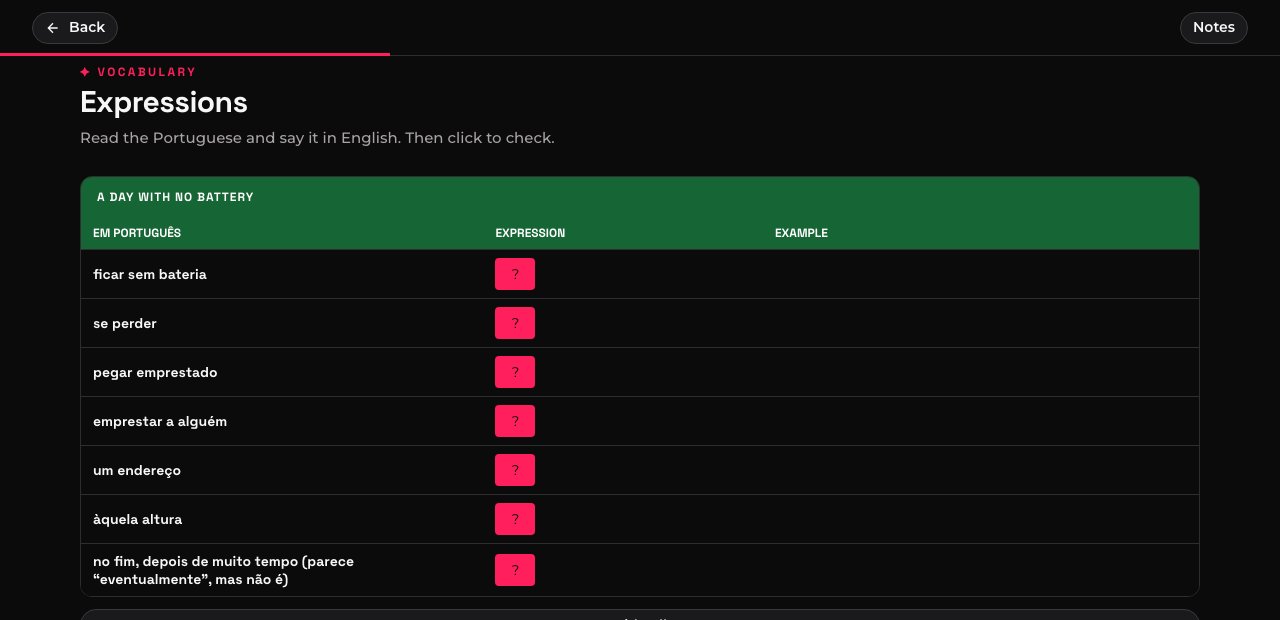 ← Back
Notes
✦ VOCABULARY
Expressions
Read the Portuguese and say it in English. Then click to check.
A DAY WITH NO BATTERY
EM PORTUGUÊS EXPRESSION EXAMPLE
ficar sem bateria ?
se perder ?
pegar emprestado ?
emprestar a alguém ?
um endereço ?
àquela altura ?
no fim, depois de muito tempo (parece
“eventualmente”, mas não é) ?